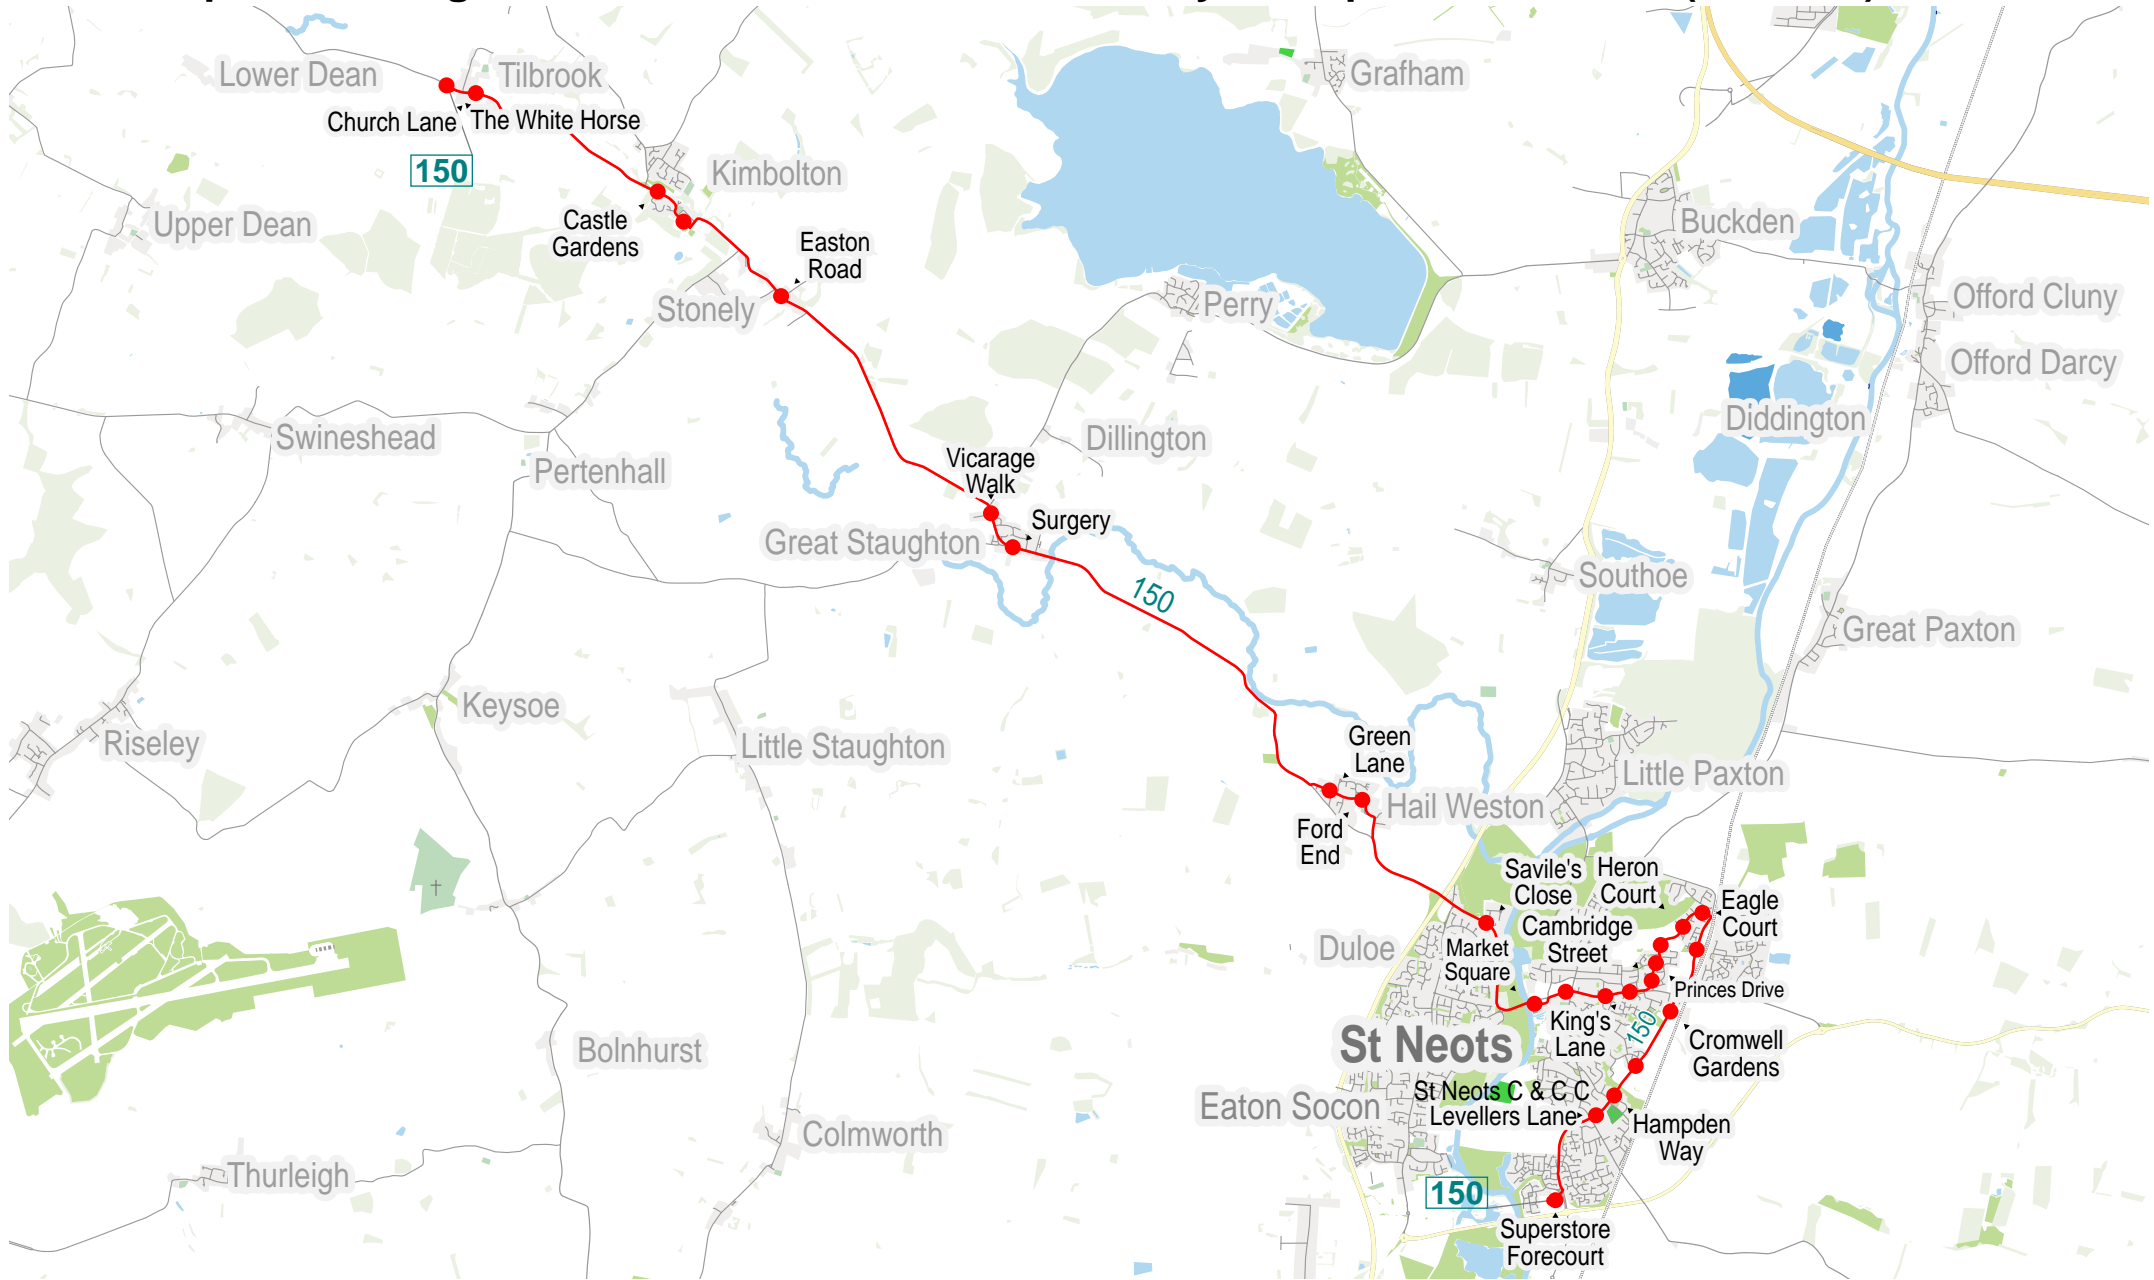 Lower Dean
Tilbrook
Church Lane
The White Horse
150
Kimbolton
Grafham
Upper Dean
Castle
Gardens
Easton
Road
Stonely
Perry
Buckden
Offord Cluny
Offord Darcy
Diddington
Swineshead
Pertenhall
Dillington
Vicarage
Walk
Surgery
Great Staughton
150
Southoe
Great Paxton
Keysoe
Riseley
Little Staughton
Green
Lane
Hail Weston
Little Paxton
Ford
End
Savile's
Close
Heron
Court
Eagle
Court
Cambridge
Street
Duloe
Market
Square
Princes Drive
King's
Lane
150
Cromwell
Gardens
St Neots
Bolnhurst
St Neots C & C C
Levellers Lane
Hampden
Way
Eaton Socon
Colmworth
Thurleigh
150
Superstore
Forecourt